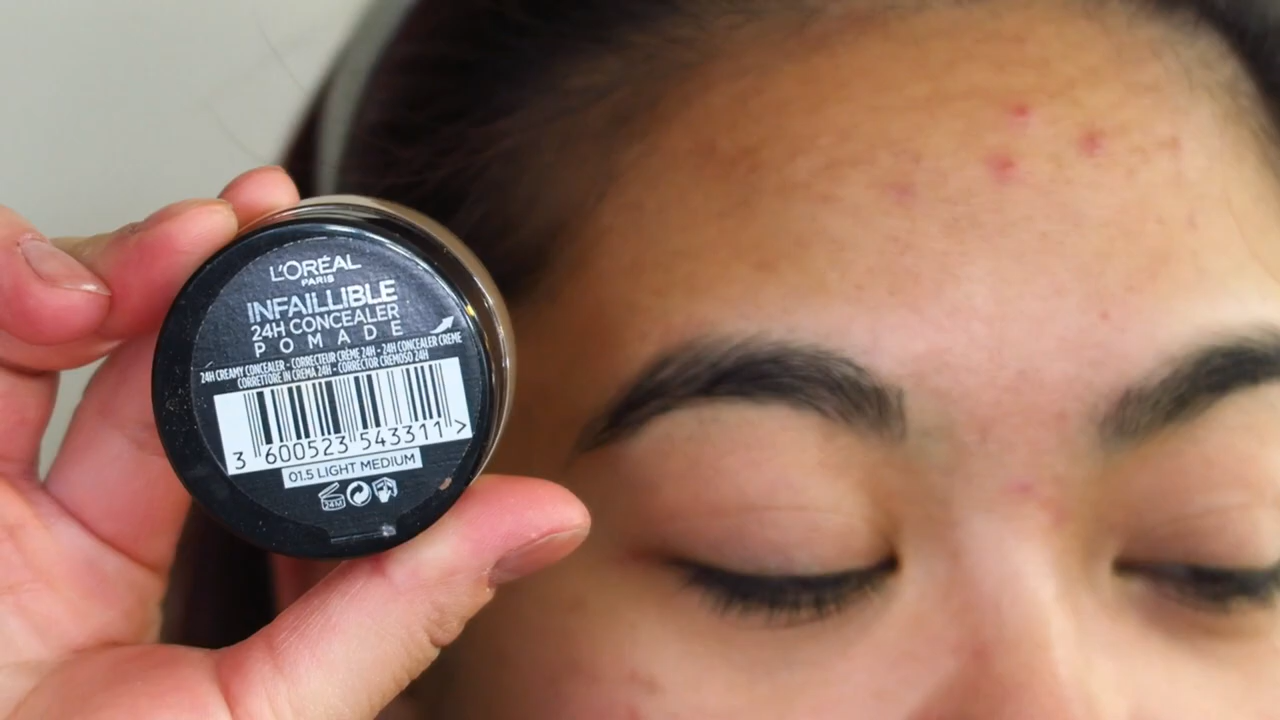 L'ORÉAL
PARIS
INFAILLIBLE
24H CONCEALER
POMADE
24H CREAMY CONCEALER - CORRECTEUR CRÈME 24H - 24H CONCEALER CREME
CORRETTORE IN CREMA 24H - CORRECTOR CREMOSO 24H
3 600523 543311 >
01.5 LIGHT MEDIUM
24M